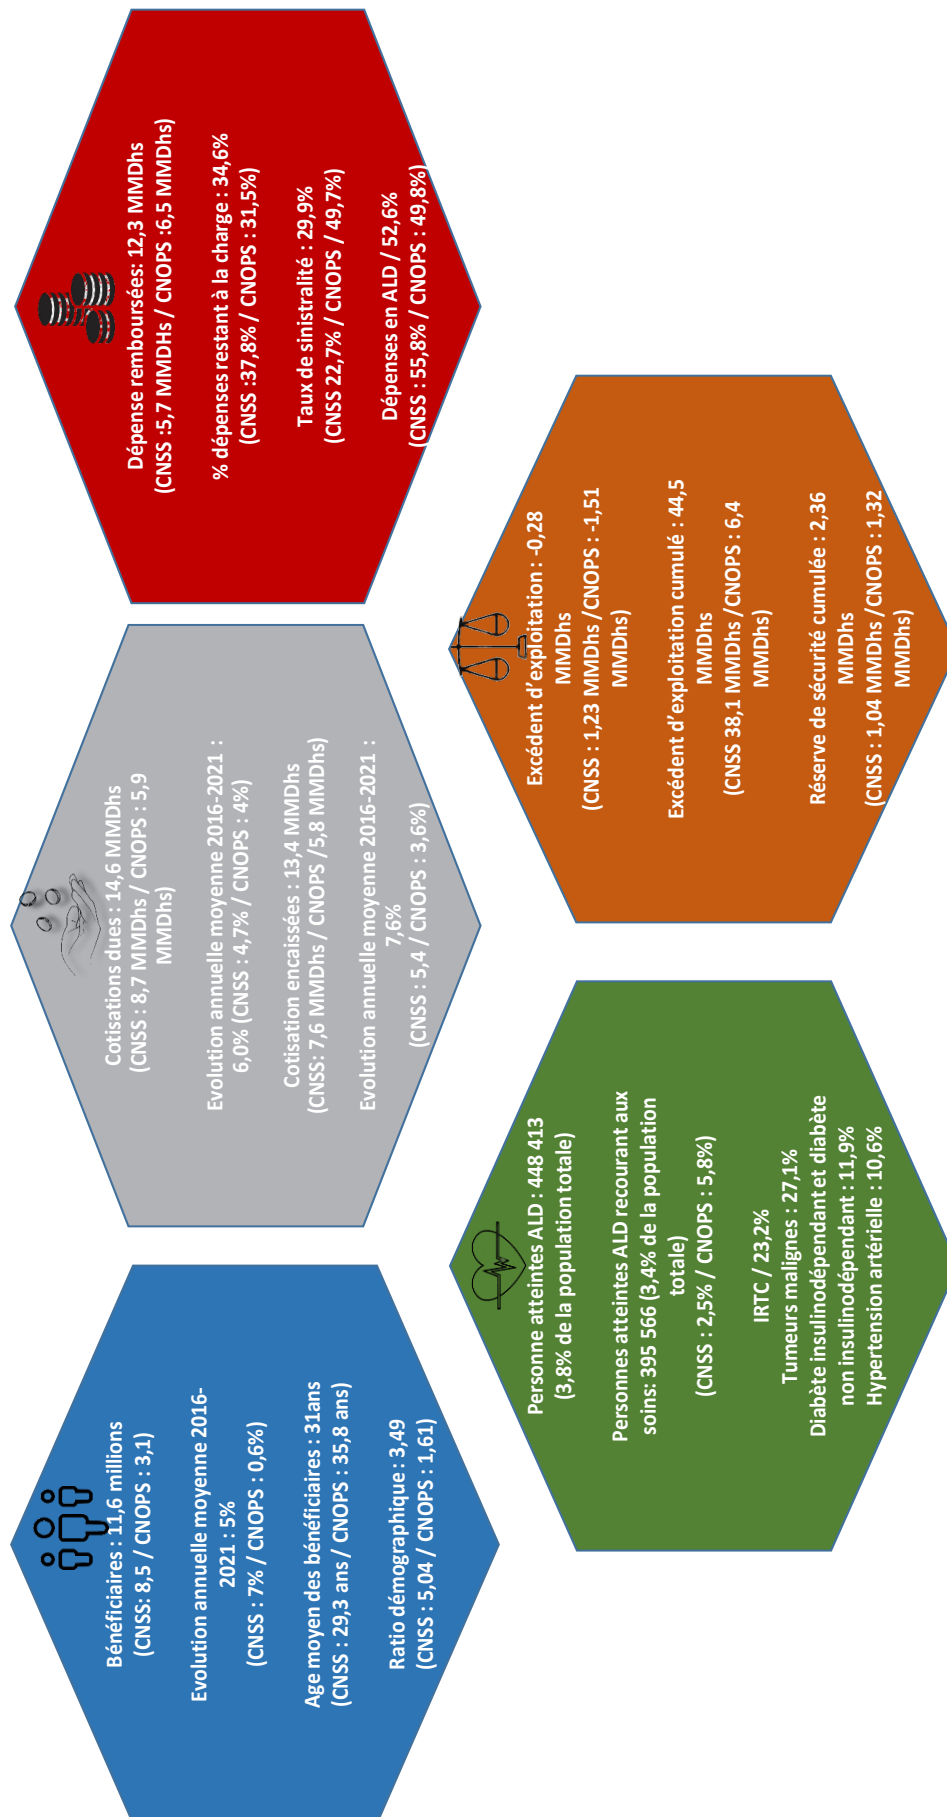 Bénéficiaires : 11,6 millions
(CNSS: 8,5 / CNOPS : 3,1)
Evolution annuelle moyenne 2016-
2021 : 5%
(CNSS : 7% / CNOPS : 0,6%)
Age moyen des bénéficiaires : 31ans
(CNSS : 29,3 ans / CNOPS : 35,8 ans)
Ratio démographique : 3,49
(CNSS : 5,04 / CNOPS : 1,61)
Cotisations dues : 14,6 MMDhs
(CNSS : 8,7 MMDhs / CNOPS : 5,9
MMDhs)
Evolution annuelle moyenne 2016-2021 :
6,0% (CNSS : 4,7% / CNOPS : 4%)
Cotisation encaissées : 13,4 MMDhs
(CNSS: 7,6 MMDhs / CNOPS /5,8 MMDhs)
Evolution annuelle moyenne 2016-2021 :
7,6%
(CNSS : 5,4 / CNOPS : 3,6%)
Dépense remboursées: 12,3 MMDhs
(CNSS :5,7 MMDHs / CNOPS :6,5 MMDhs)
% dépenses restant à la charge : 34,6%
(CNSS :37,8% / CNOPS : 31,5%)
Taux de sinistralité : 29,9%
(CNSS 22,7% / CNOPS / 49,7%)
Dépenses en ALD / 52,6%
(CNSS : 55,8% / CNOPS : 49,8%)
Personne atteintes ALD : 448 413
(3,8% de la population totale)
Personnes atteintes ALD recourant aux
soins: 395 566 (3,4% de la population
totale)
(CNSS : 2,5% / CNOPS : 5,8%)
IRTC / 23,2%
Tumeurs malignes : 27,1%
Diabète insulinodépendant et diabète
non insulinodépendant : 11,9%
Hypertension artérielle : 10,6%
Excédent d'exploitation : -0,28
MMDhs
(CNSS : 1,23 MMDhs /CNOPS : -1,51
MMDhs)
Excédent d'exploitation cumulé : 44,5
MMDhs
(CNSS 38,1 MMDhs /CNOPS : 6,4
MMDhs)
Réserve de sécurité cumulée : 2,36
MMDhs
(CNSS : 1,04 MMDhs /CNOPS : 1,32
MMDhs)